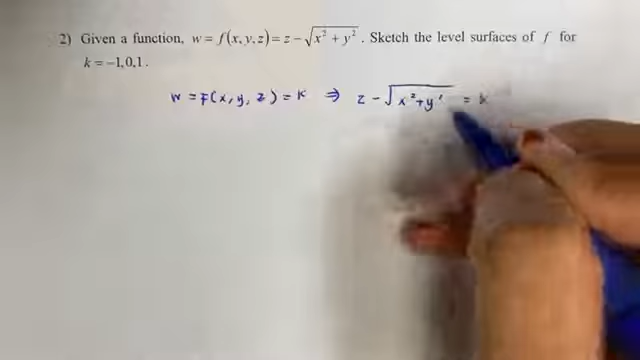 2) Given a function, w = f(x, y, z) = z − √(x² + y²). Sketch the level surfaces of f for
k = −1, 0, 1.
w = F(x, y, z) = k ⇒ z − √(x² + y²) = k